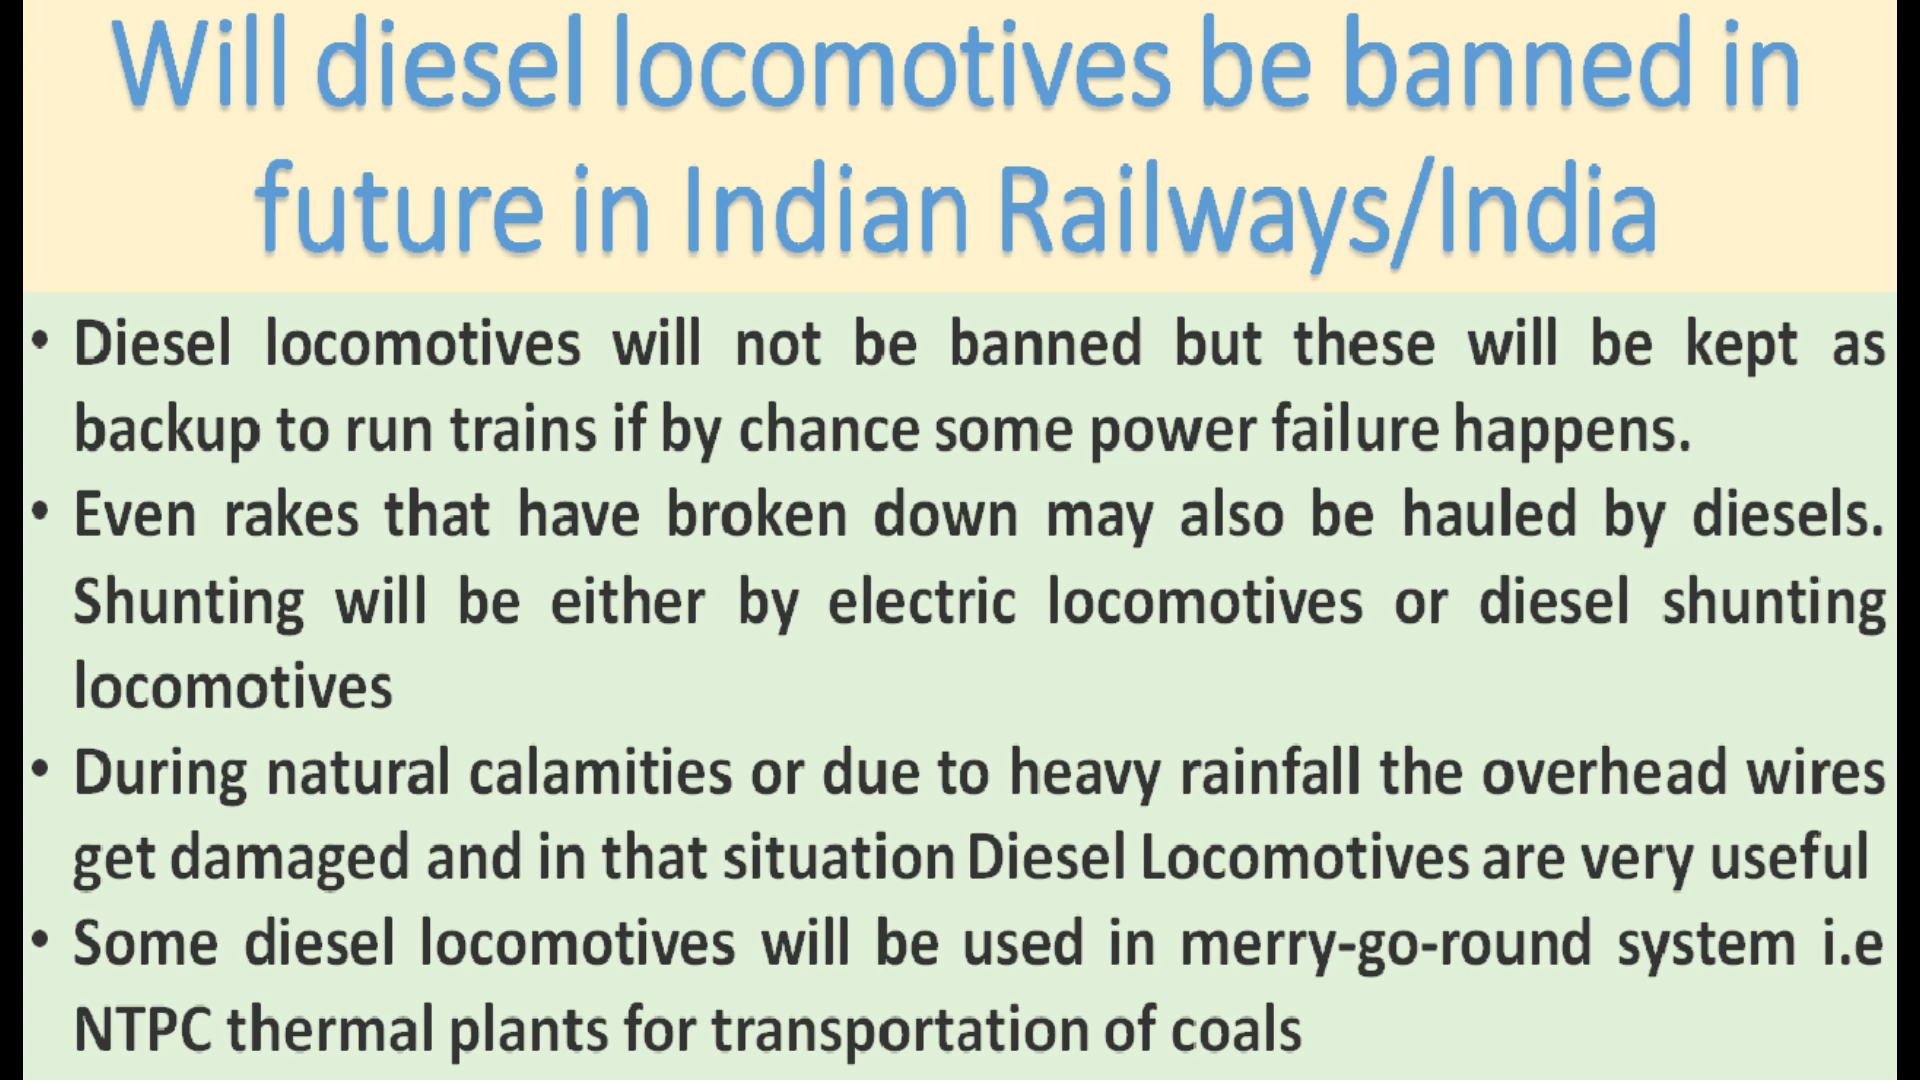 Will diesel locomotives be banned in
future in Indian Railways/India
• Diesel locomotives will not be banned but these will be kept as
backup to run trains if by chance some power failure happens.
• Even rakes that have broken down may also be hauled by diesels.
Shunting will be either by electric locomotives or diesel shunting
locomotives
• During natural calamities or due to heavy rainfall the overhead wires
get damaged and in that situation Diesel Locomotives are very useful
• Some diesel locomotives will be used in merry-go-round system i.e
NTPC thermal plants for transportation of coals